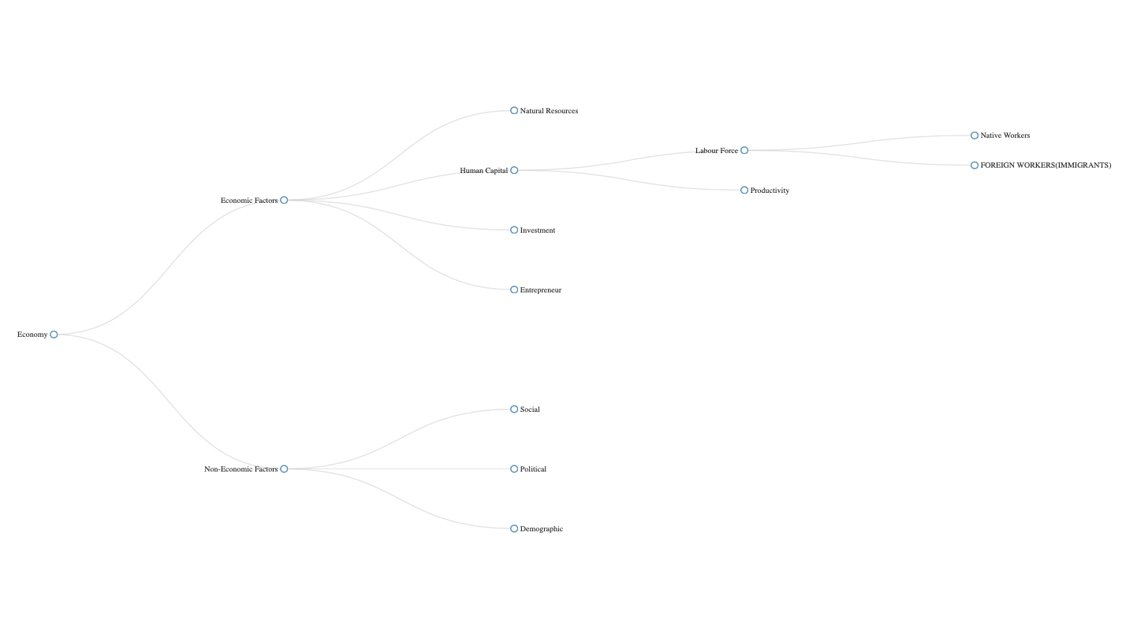 Natural Resources
Native Workers
Labour Force
FOREIGN WORKERS(IMMIGRANTS)
Human Capital
Productivity
Economic Factors
Investment
Entrepreneur
Economy
Social
Non-Economic Factors
Political
Demographic